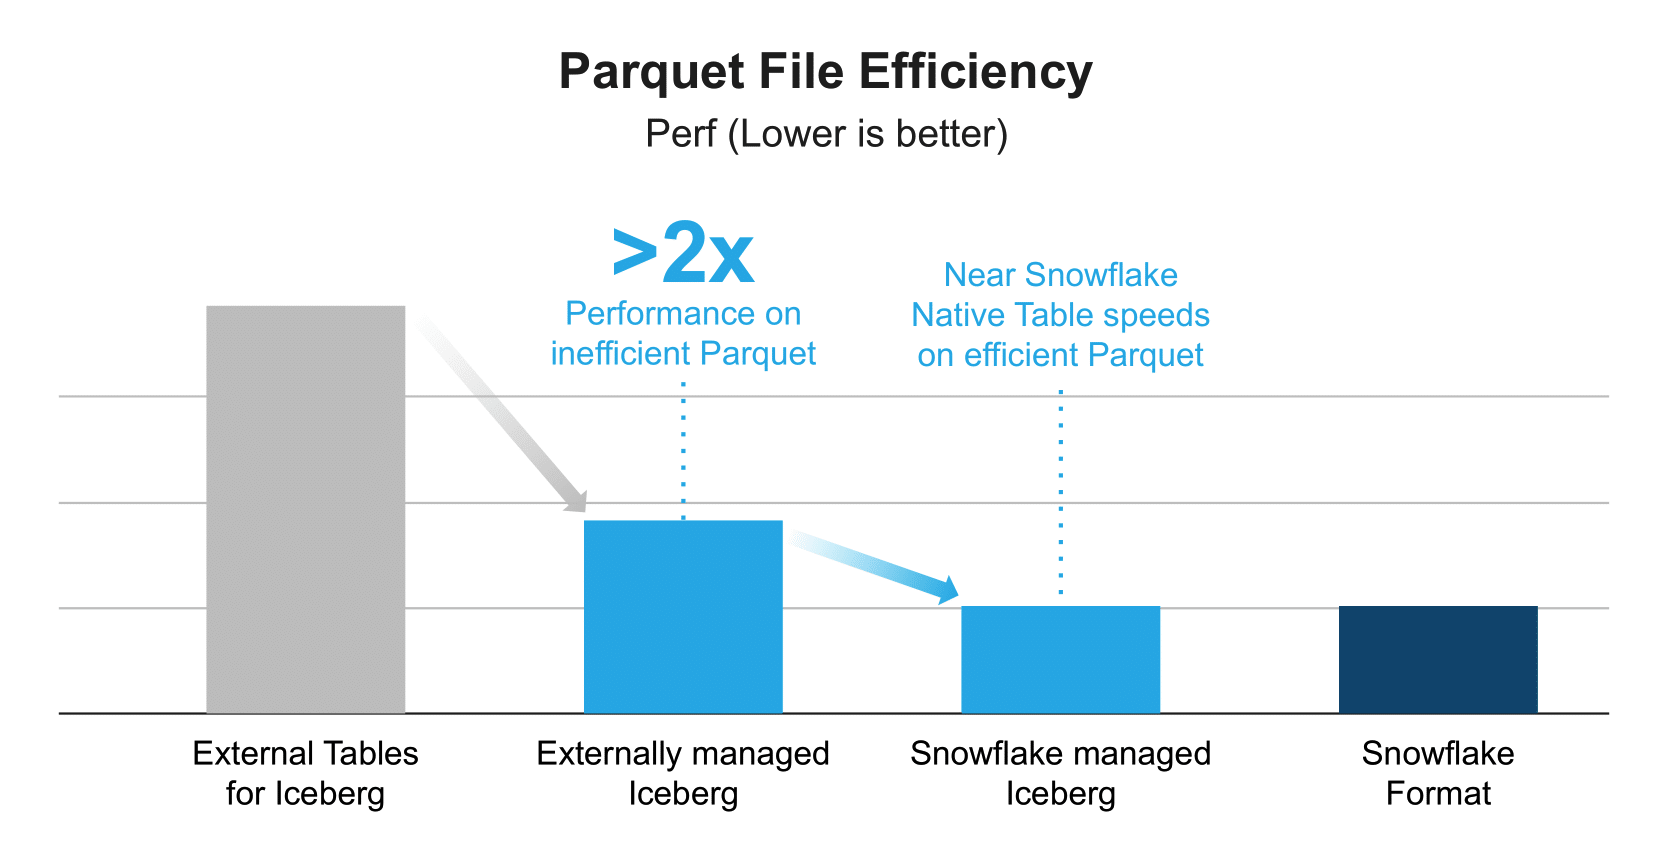 Parquet File Efficiency
Perf (Lower is better)
>2x
Performance on
inefficient Parquet
Near Snowflake
Native Table speeds
on efficient Parquet
External Tables
for Iceberg
Externally managed
Iceberg
Snowflake managed
Iceberg
Snowflake
Format